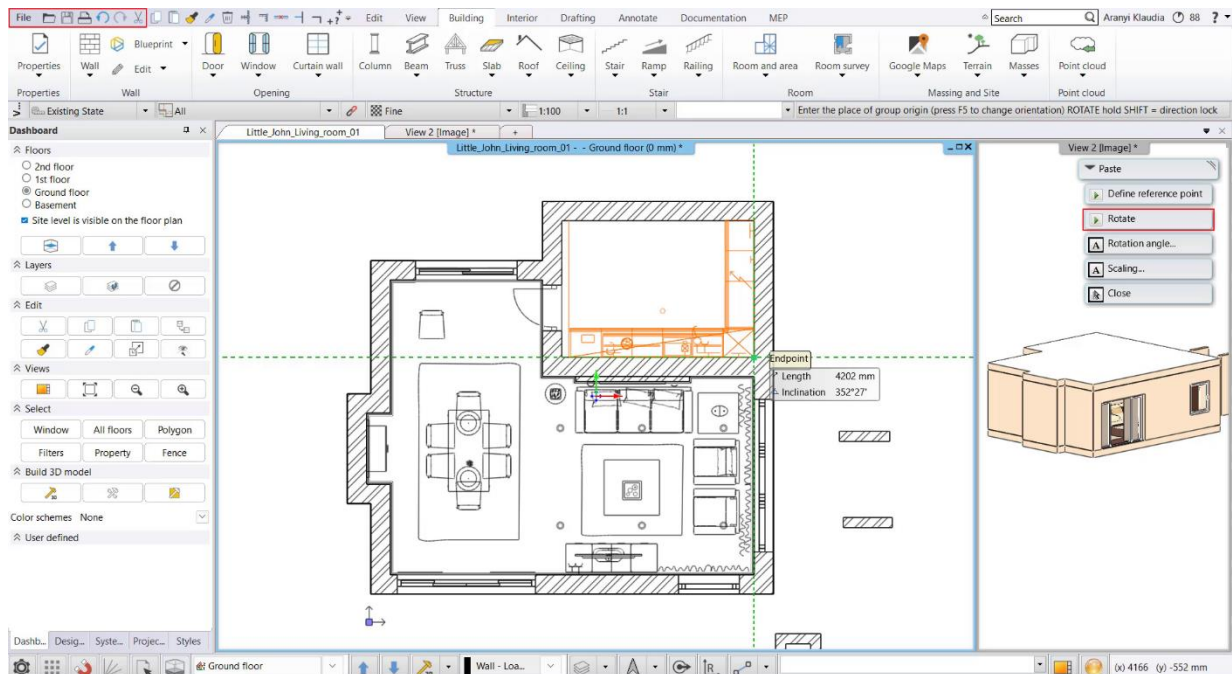 File Edit View Building Interior Drafting Annotate Documentation MEP Search Aranyi Klaudia 88 ?
Blueprint
Properties Wall Edit Door Window Curtain wall Column Beam Truss Slab Roof Ceiling Stair Ramp Railing Room and area Room survey Google Maps Terrain Masses Point cloud
Properties Wall Opening Structure Stair Room Massing and Site Point cloud
Existing State All Fine 1:100 1:1 Enter the place of group origin (press F5 to change orientation) ROTATE hold SHIFT = direction lock
Dashboard
Little_John_Living_room_01 View 2 [Image] * +
Little_John_Living_room_01 - - Ground floor (0 mm) *
View 2 [Image] *
Floors
2nd floor
1st floor
Ground floor
Basement
Site level is visible on the floor plan
Layers
Edit
Views
Select
Window All floors Polygon
Filters Property Fence
Build 3D model
Color schemes None
User defined
Paste
Define reference point
Rotate
A Rotation angle...
A Scaling...
Close
Endpoint
Length 4202 mm
Inclination 352°27'
Dashb... Desig... Syste... Projec... Styles
Ground floor Wall - Loa... (x) 4166 (y) -552 mm